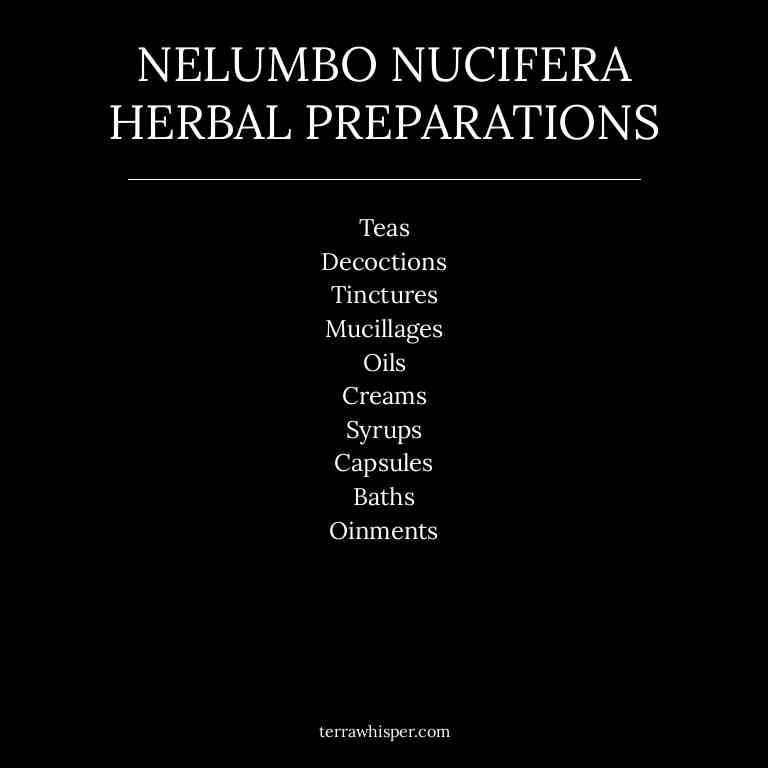 NELUMBO NUCIFERA
HERBAL PREPARATIONS
Teas
Decoctions
Tinctures
Mucillages
Oils
Creams
Syrups
Capsules
Baths
Oinments
terrawhisper.com